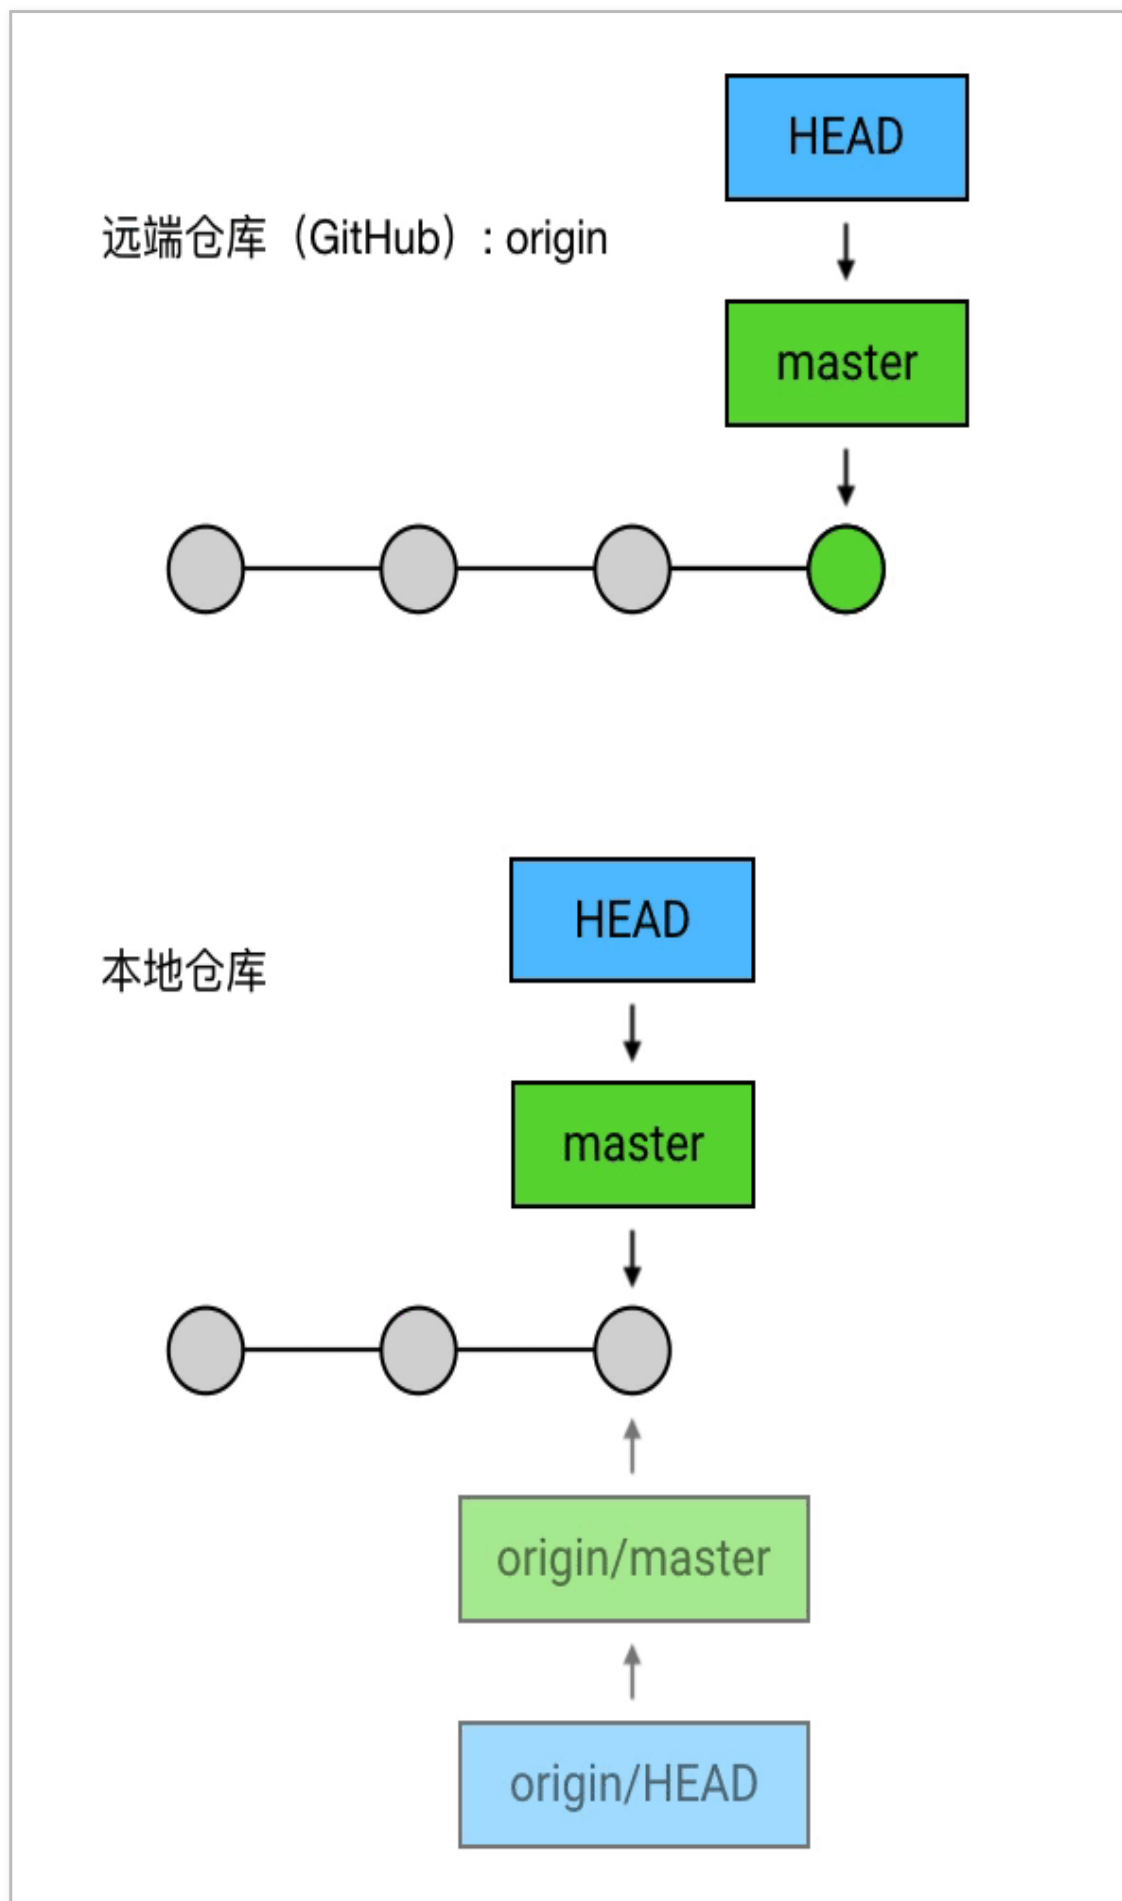 HEAD
远端仓库（GitHub）: origin
master
HEAD
本地仓库
master
origin/master
origin/HEAD